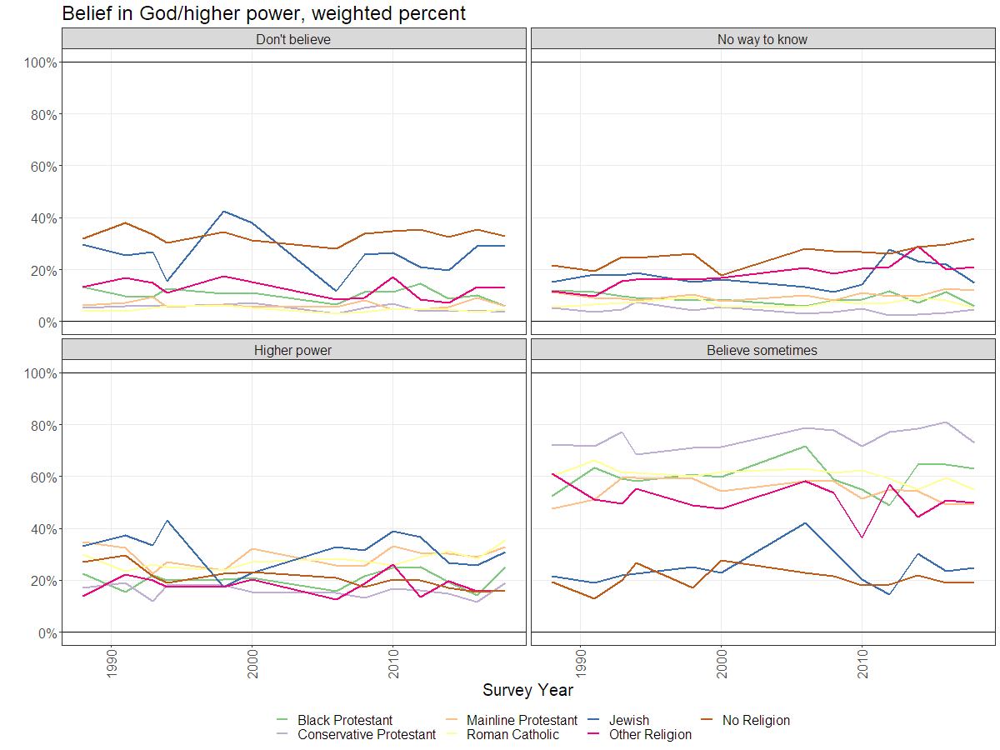 Belief in God/higher power, weighted percent
Don't believe
No way to know
100%
80%
60%
40%
20%
0%
Higher power
Believe sometimes
100%
80%
60%
40%
20%
0%
1990
2000
2010
1990
2000
2010
Survey Year
Black Protestant
Mainline Protestant
Jewish
No Religion
Conservative Protestant
Roman Catholic
Other Religion